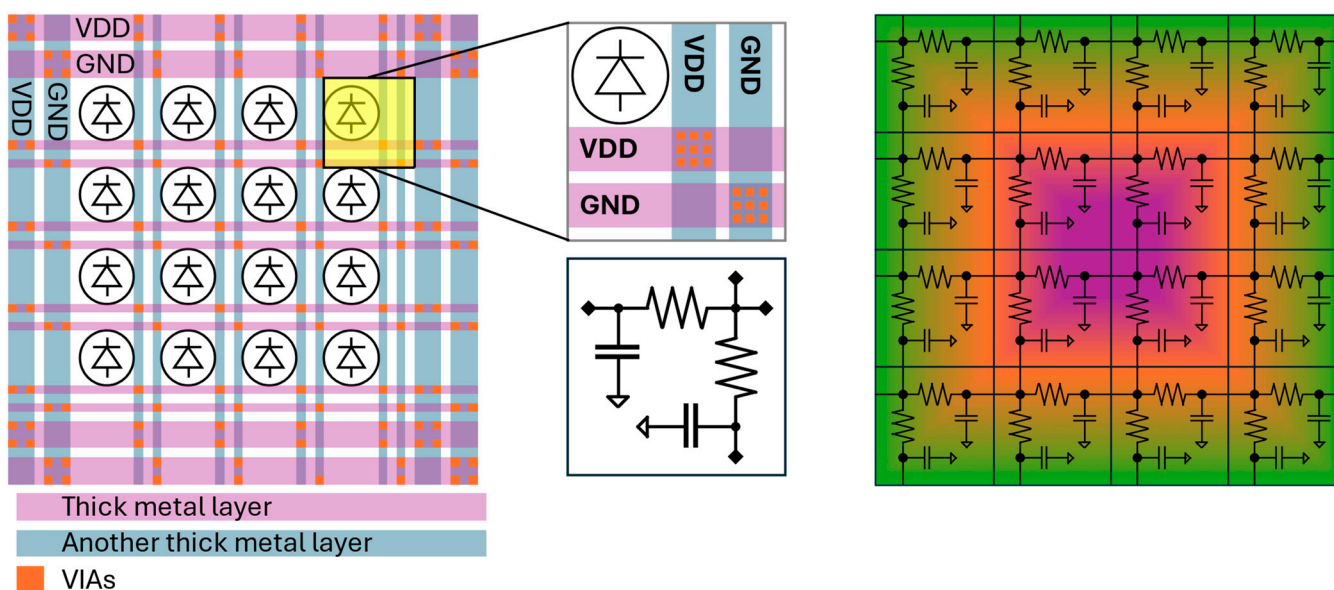 VDD
GND
VDD
GND
VDD
GND
VDD
GND
Thick metal layer
Another thick metal layer
VIAs